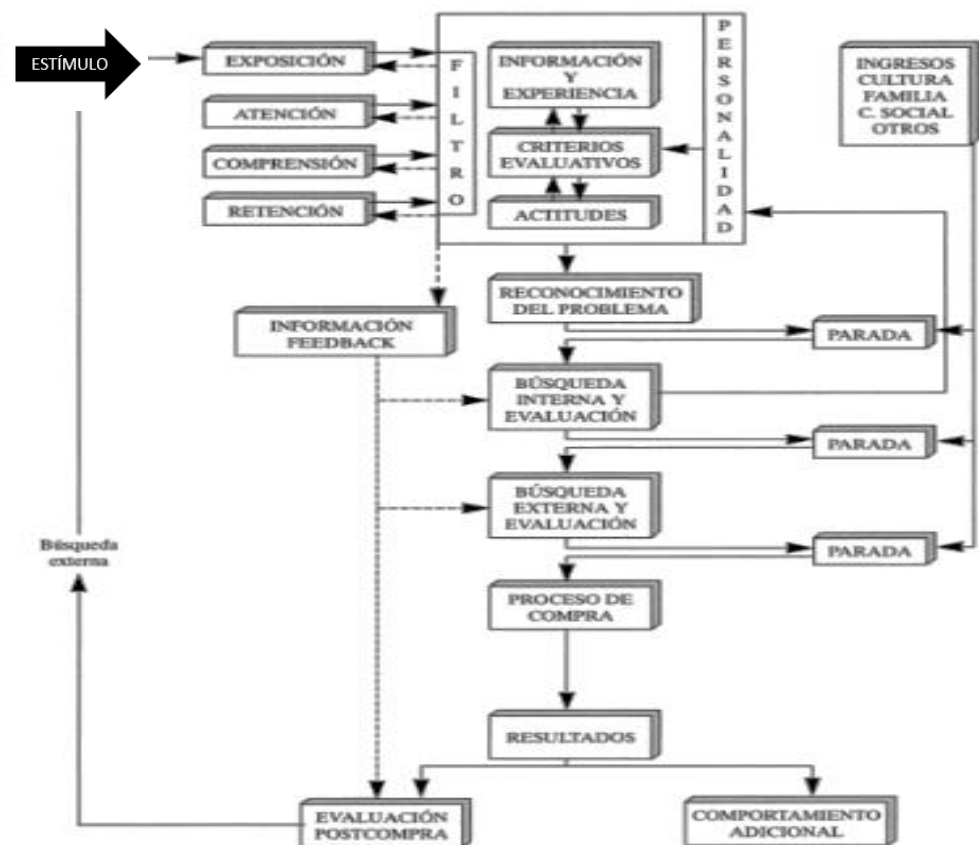 ESTÍMULO
EXPOSICIÓN
ATENCIÓN
COMPRENSIÓN
RETENCIÓN
FILTRO
INFORMACIÓN
Y
EXPERIENCIA
CRITERIOS
EVALUATIVOS
ACTITUDES
PERSONALIDAD
INGRESOS
CULTURA
FAMILIA
C. SOCIAL
OTROS
RECONOCIMIENTO
DEL PROBLEMA
INFORMACIÓN
FEEDBACK
PARADA
BÚSQUEDA
INTERNA Y
EVALUACIÓN
PARADA
BÚSQUEDA
EXTERNA Y
EVALUACIÓN
Búsqueda
externa
PARADA
PROCESO DE
COMPRA
RESULTADOS
EVALUACIÓN
POSTCOMPRA
COMPORTAMIENTO
ADICIONAL